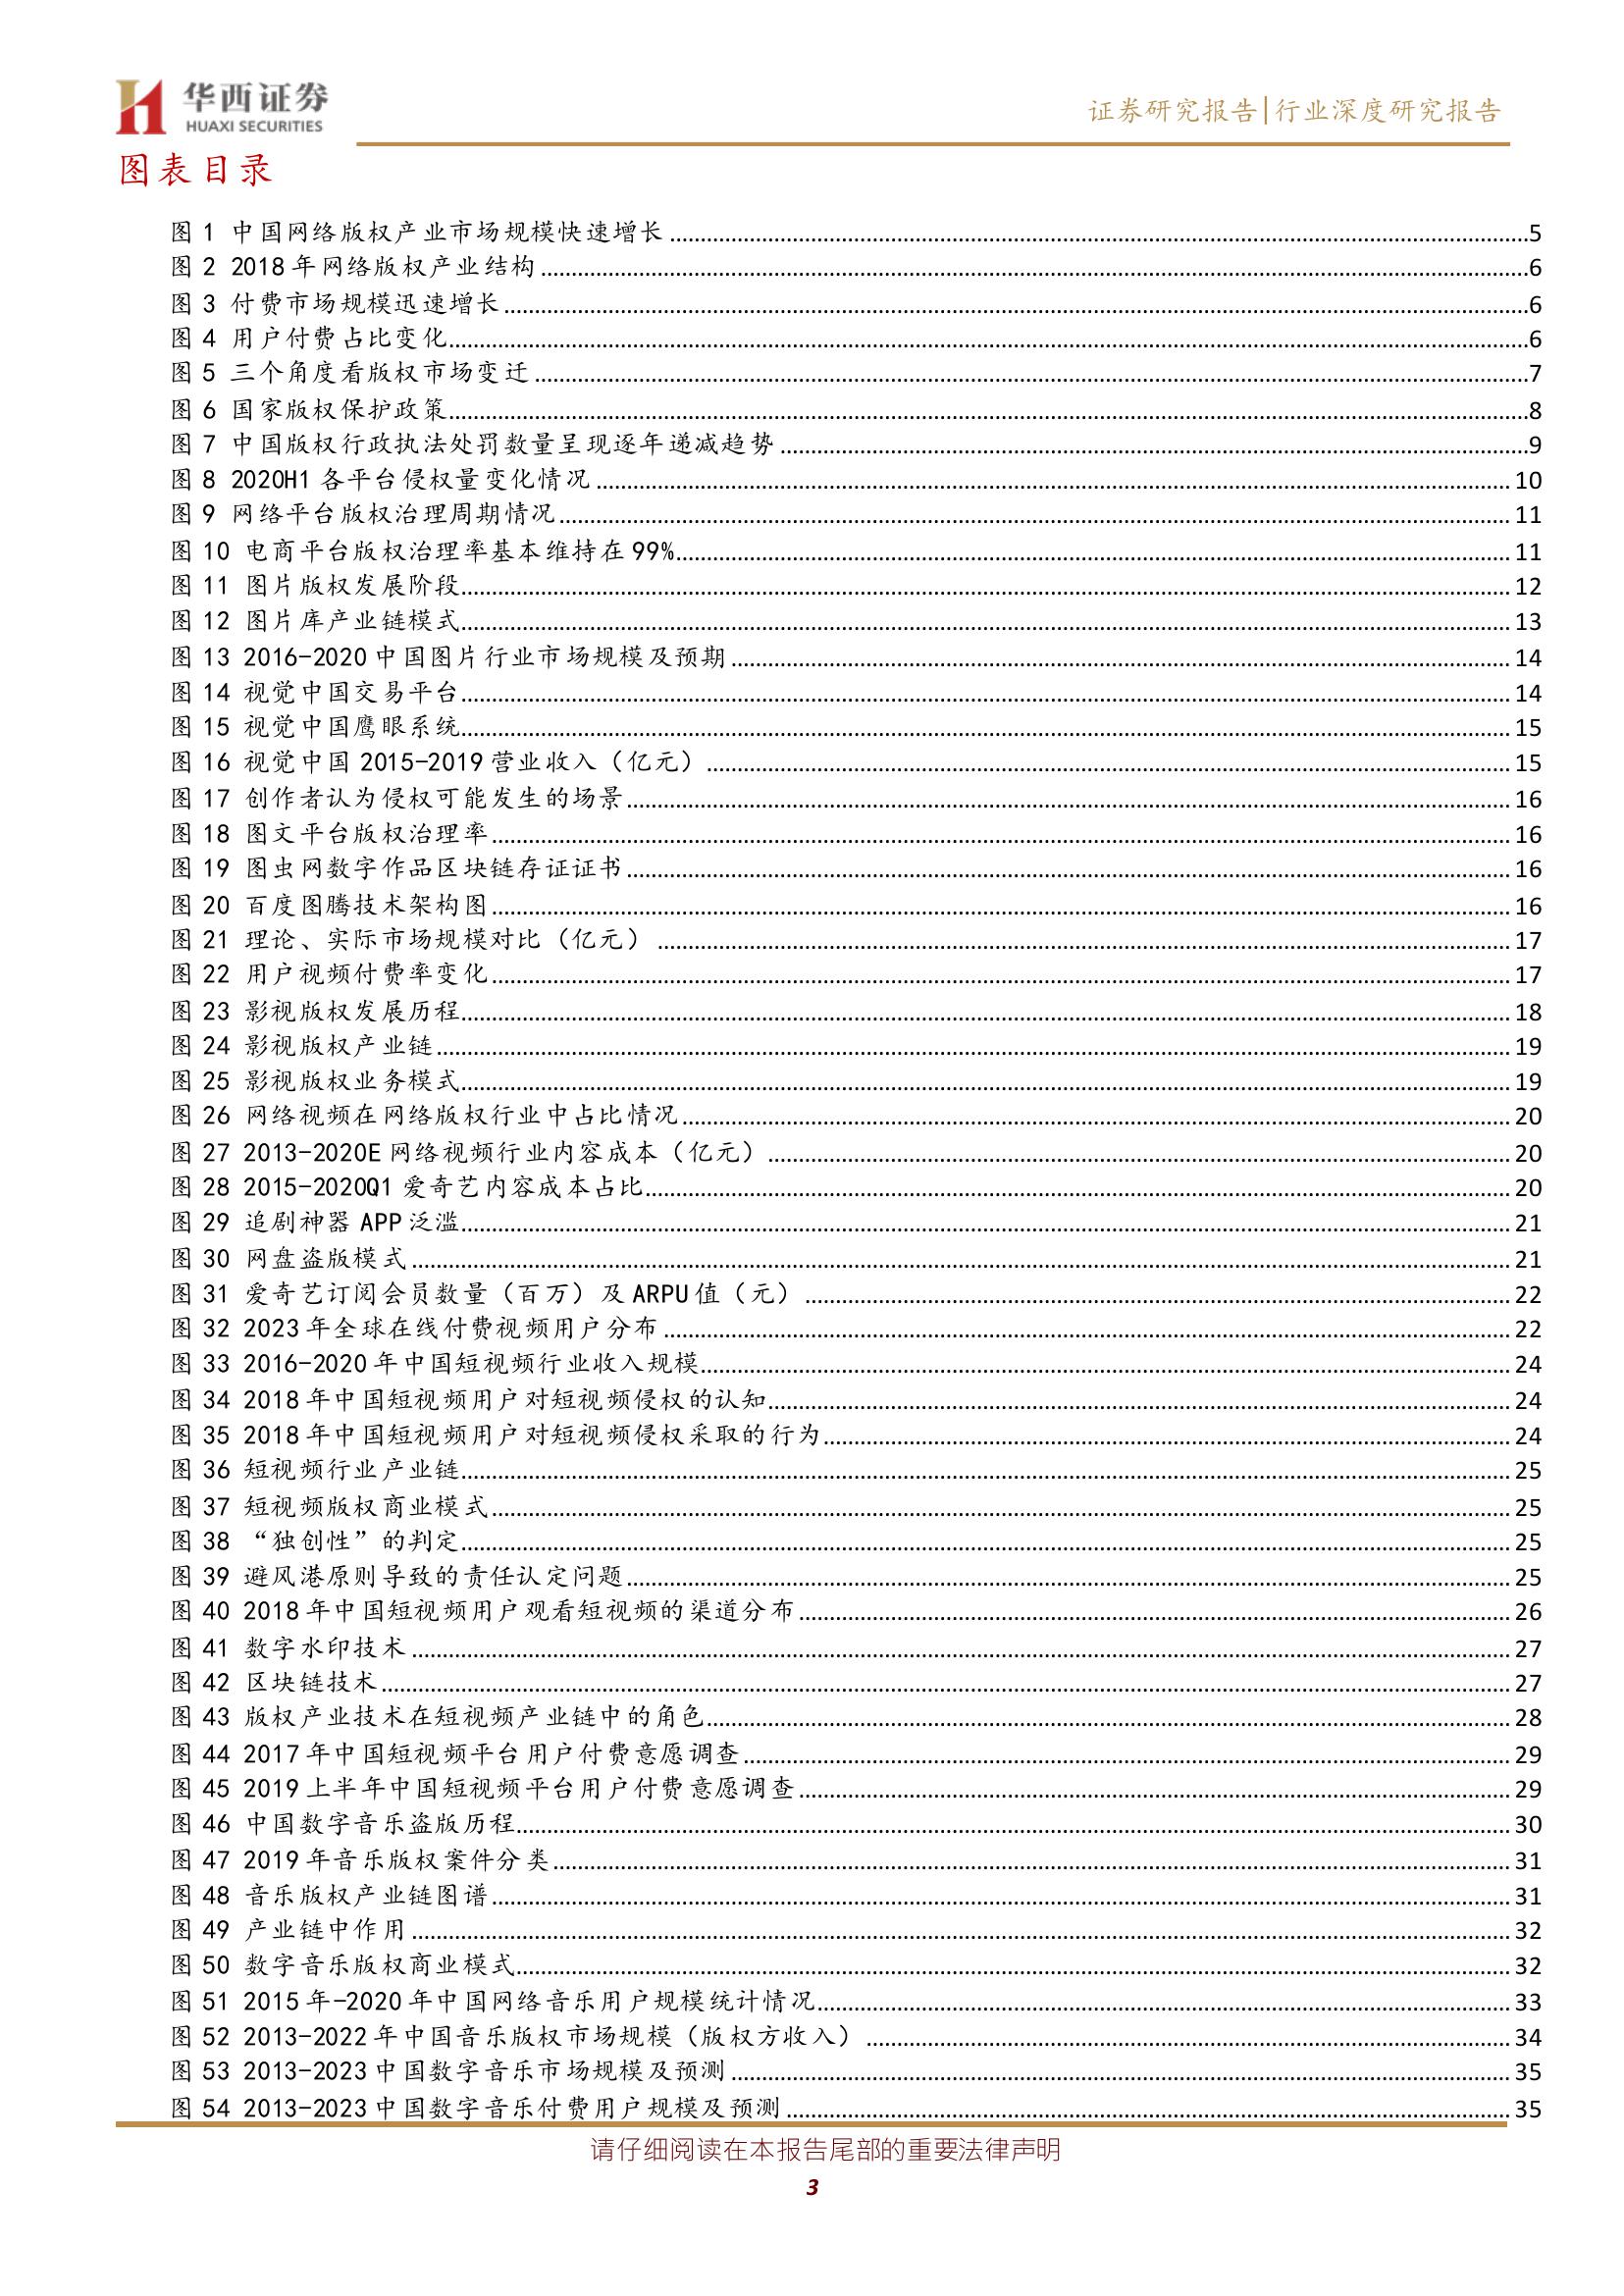 华西证券
HUAXI SECURITIES
证券研究报告|行业深度研究报告
图表目录
图 1 中国网络版权产业市场规模快速增长 5
图 2 2018 年网络版权产业结构 6
图 3 付费市场规模迅速增长 6
图 4 用户付费占比变化 6
图 5 三个角度看版权市场变迁 7
图 6 国家版权保护政策 8
图 7 中国版权行政执法处罚数量呈现逐年递减趋势 9
图 8 2020H1 各平台侵权量变化情况 10
图 9 网络平台版权治理周期情况 11
图 10 电商平台版权治理率基本维持在 99% 11
图 11 图片版权发展阶段 12
图 12 图片库产业链模式 13
图 13 2016-2020 中国图片行业市场规模及预期 14
图 14 视觉中国交易平台 14
图 15 视觉中国鹰眼系统 15
图 16 视觉中国 2015-2019 营业收入（亿元） 15
图 17 创作者认为侵权可能发生的场景 16
图 18 图文平台版权治理率 16
图 19 图虫网数字作品区块链存证证书 16
图 20 百度图腾技术架构图 16
图 21 理论、实际市场规模对比（亿元） 17
图 22 用户视频付费率变化 17
图 23 影视版权发展历程 18
图 24 影视版权产业链 19
图 25 影视版权业务模式 19
图 26 网络视频在网络版权行业中占比情况 20
图 27 2013-2020E 网络视频行业内容成本（亿元） 20
图 28 2015-2020Q1 爱奇艺内容成本占比 20
图 29 追剧神器 APP 泛滥 21
图 30 网盘盗版模式 21
图 31 爱奇艺订阅会员数量（百万）及 ARPU 值（元） 22
图 32 2023 年全球在线付费视频用户分布 22
图 33 2016-2020 年中国短视频行业收入规模 24
图 34 2018 年中国短视频用户对短视频侵权的认知 24
图 35 2018 年中国短视频用户对短视频侵权采取的行为 24
图 36 短视频行业产业链 25
图 37 短视频版权商业模式 25
图 38 “独创性”的判定 25
图 39 避风港原则导致的责任认定问题 25
图 40 2018 年中国短视频用户观看短视频的渠道分布 26
图 41 数字水印技术 27
图 42 区块链技术 27
图 43 版权产业技术在短视频产业链中的角色 28
图 44 2017 年中国短视频平台用户付费意愿调查 29
图 45 2019 上半年中国短视频平台用户付费意愿调查 29
图 46 中国数字音乐盗版历程 30
图 47 2019 年音乐版权案件分类 31
图 48 音乐版权产业链图谱 31
图 49 产业链中作用 32
图 50 数字音乐版权商业模式 32
图 51 2015 年-2020 年中国网络音乐用户规模统计情况 33
图 52 2013-2022 年中国音乐版权市场规模（版权方收入） 34
图 53 2013-2023 中国数字音乐市场规模及预测 35
图 54 2013-2023 中国数字音乐付费用户规模及预测 35
请仔细阅读在本报告尾部的重要法律声明
3